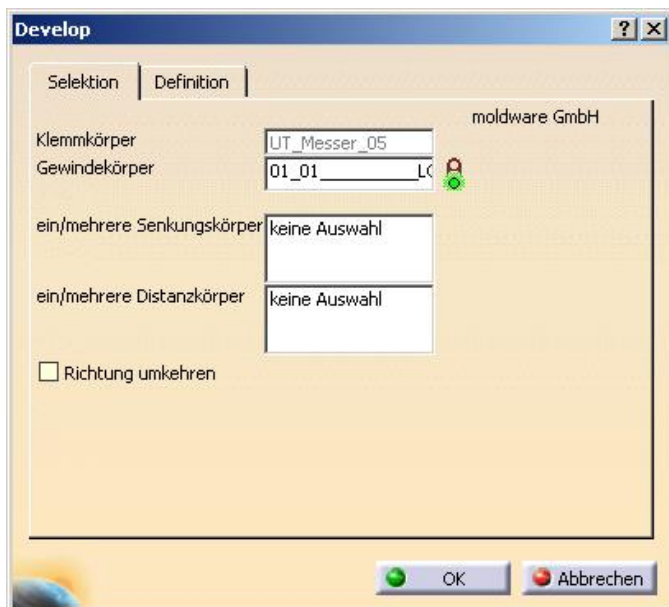 Develop
Selektion
Definition
moldware GmbH
Klemmkörper
UT_Messer_05
Gewindekörper
01_01__________L
ein/mehrere Senkungskörper
keine Auswahl
ein/mehrere Distanzkörper
keine Auswahl
Richtung umkehren
OK
Abbrechen